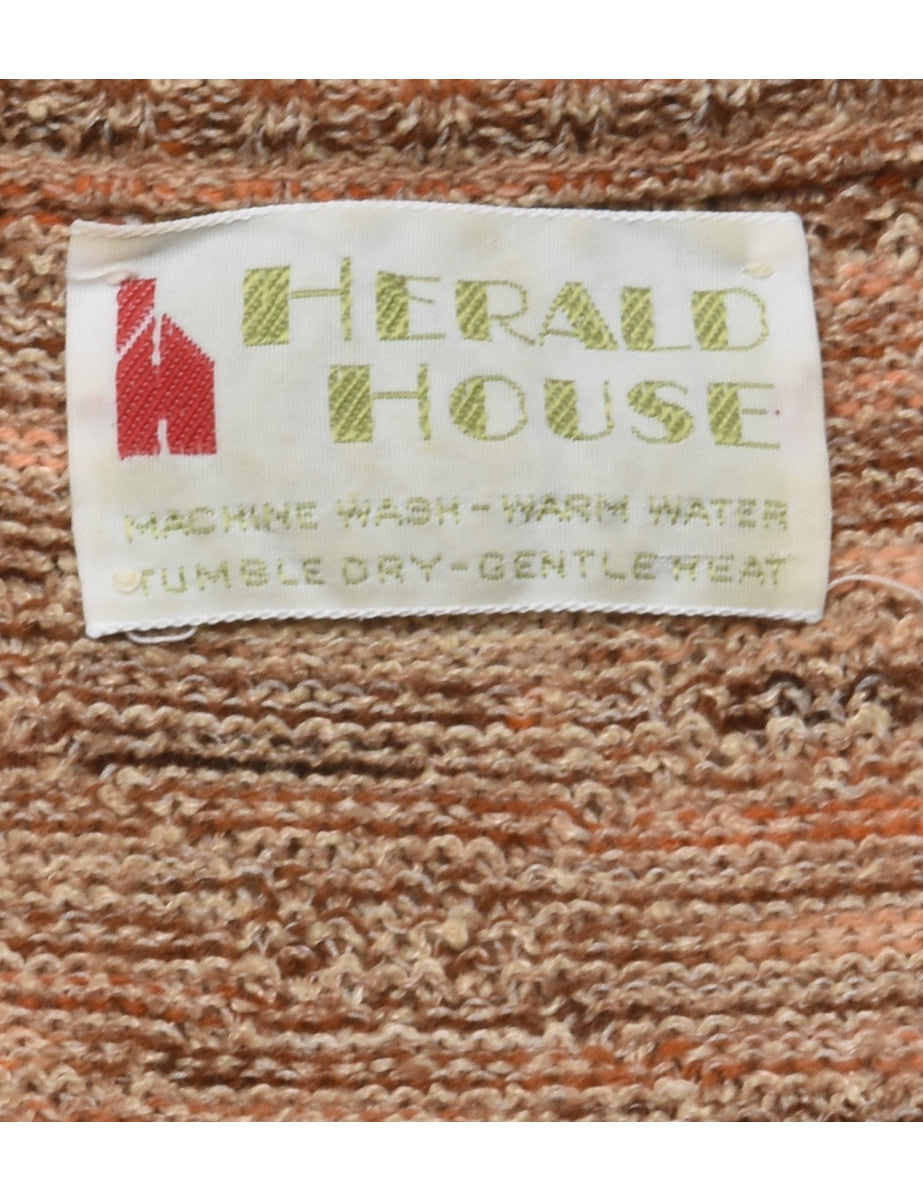 HERALD
HOUSE
MACHINE WASH-WARM WATER
TUMBLE DRY-GENTLE HEAT